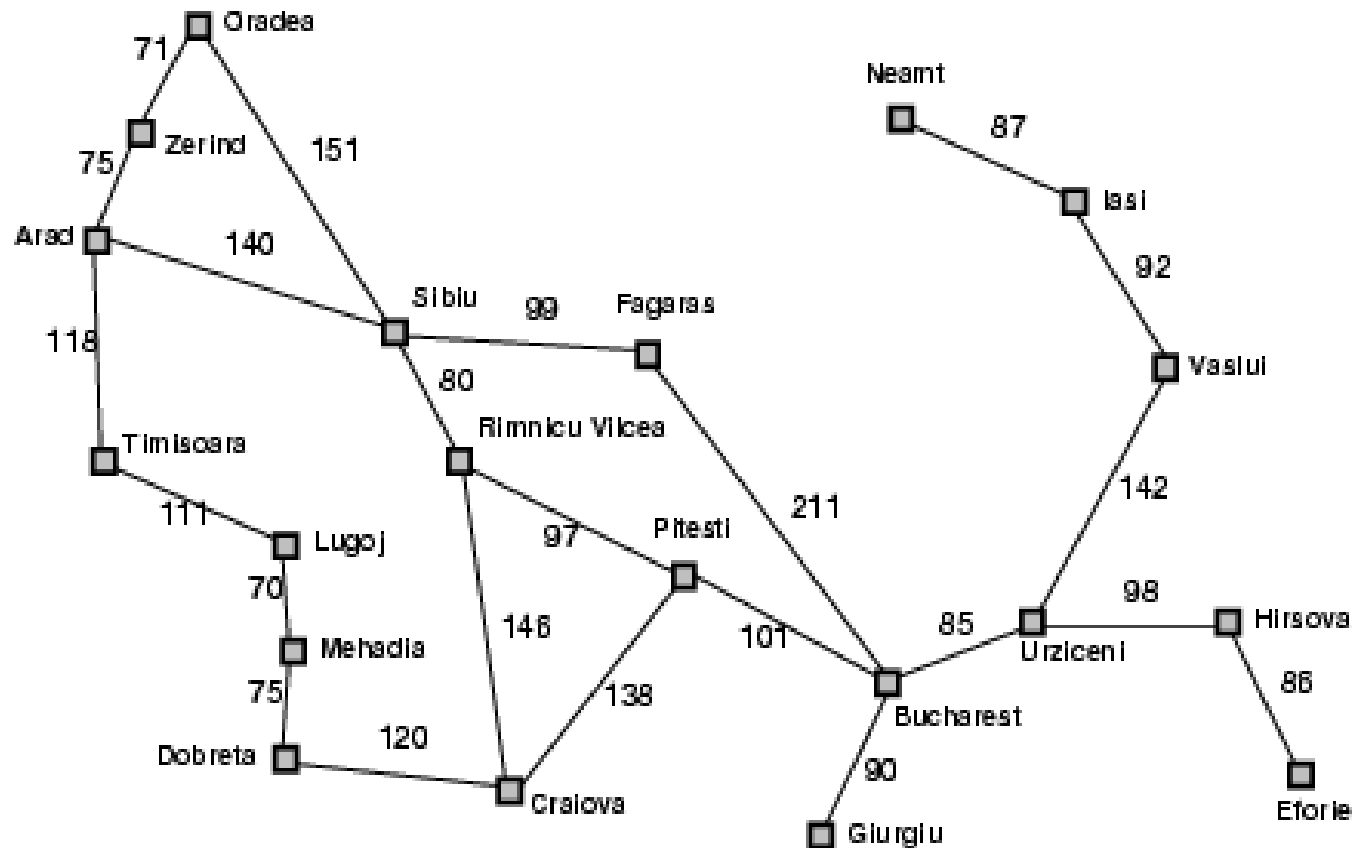 Oradea
71
Neamt
87
Zerind
151
75
Iasi
Arad
140
92
Sibiu
99
Fagaras
118
80
Vaslui
Rimnicu Vilcea
Timisoara
142
111
211
Pitesti
Lugoj
97
70
98
Hirsova
146
101
85
Urziceni
Mehadia
138
86
75
Bucharest
120
Dobreta
90
Craiova
Eforie
Giurgiu